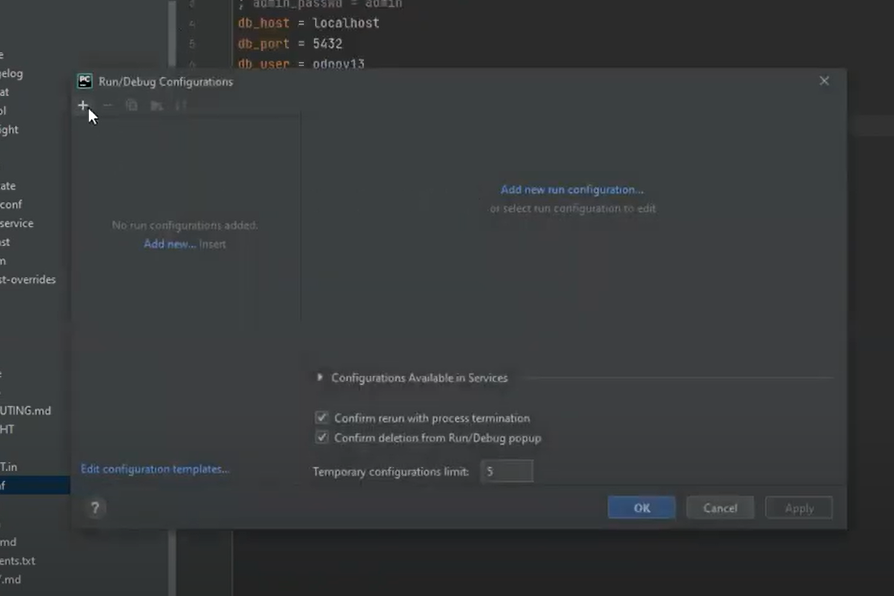 ; admin_passwd = admin
db_host = localhost
4
5
db_port = 5432
6
db_user = odoov13
PC Run/Debug Configurations
e
elog
at
ol
ight
ate
conf
service
st
n
st-overrides
Add new run configuration...
or select run configuration to edit
No run configurations added.
Add new... Insert
Configurations Available in Services
Confirm rerun with process termination
Confirm deletion from Run/Debug popup
Temporary configurations limit: 5
Edit configuration templates...
?
OK
Cancel
Apply
UTING.md
HT
T.in
nf
md
ents.txt
.md